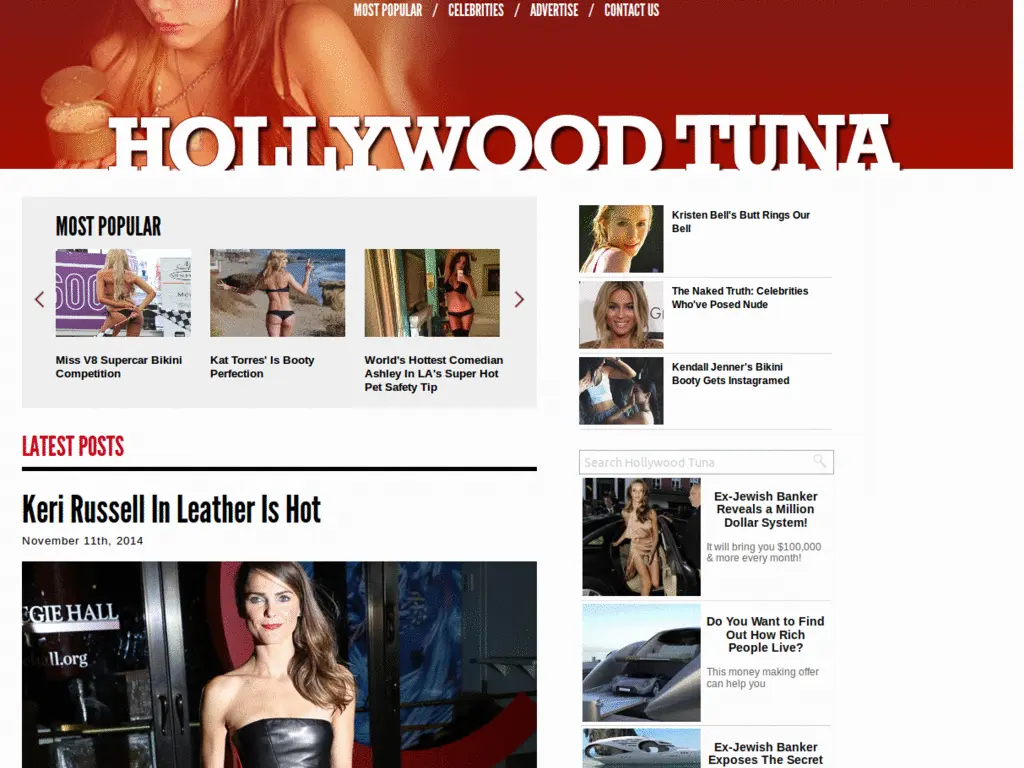 MOST POPULAR / CELEBRITIES / ADVERTISE / CONTACT US
HOLLYWOOD TUNA
MOST POPULAR
Miss V8 Supercar Bikini
Competition
Kat Torres' Is Booty
Perfection
World's Hottest Comedian
Ashley In LA's Super Hot
Pet Safety Tip
LATEST POSTS
Keri Russell In Leather Is Hot
November 11th, 2014
EGIE HALL
hall.org
Kristen Bell's Butt Rings Our
Bell
The Naked Truth: Celebrities
Who've Posed Nude
Kendall Jenner's Bikini
Booty Gets Instagramed
Search Hollywood Tuna
Ex-Jewish Banker
Reveals a Million
Dollar System!
It will bring you $100,000
& more every month!
Do You Want to Find
Out How Rich
People Live?
This money making offer
can help you
Ex-Jewish Banker
Exposes The Secret